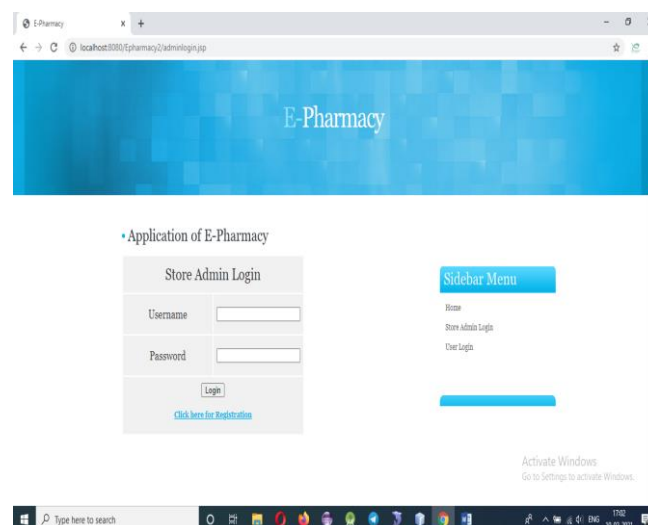 E-Pharmacy
localhost:8080/Epharmacy2/adminlogin.jsp
E-Pharmacy
Application of E-Pharmacy
Store Admin Login
Username
Password
Login
Click here for Registration
Sidebar Menu
Home
Store Admin Login
User Login
Activate Windows
Go to Settings to activate Windows.
Type here to search
ENG
17:02